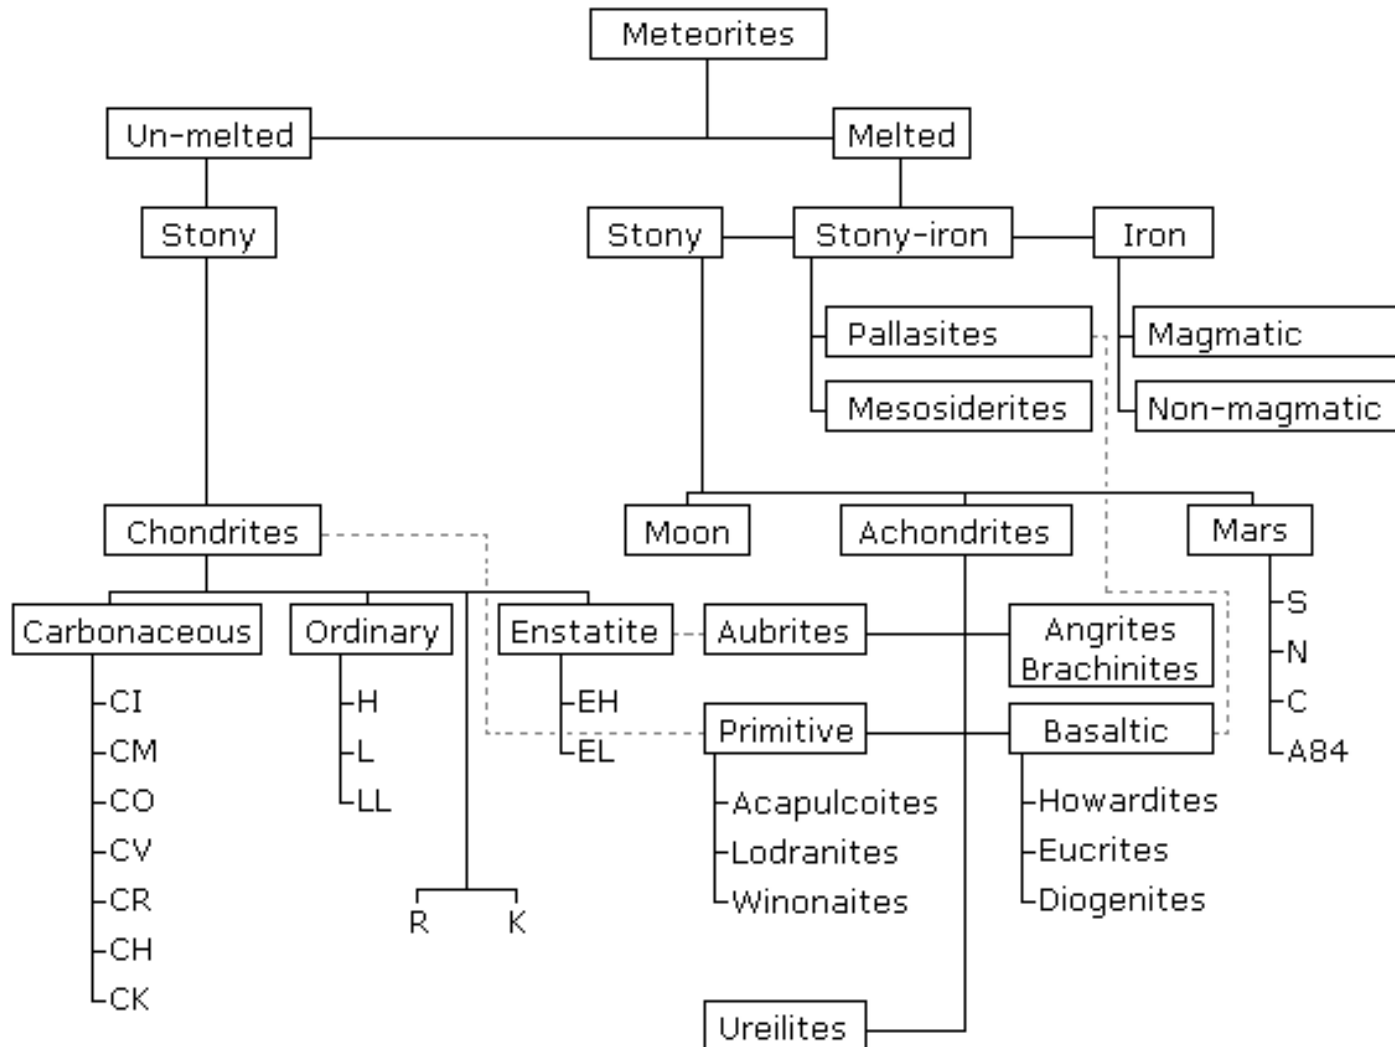 Meteorites
Un-melted
Melted
Stony
Stony
Stony-iron
Iron
Pallasites
Magmatic
Mesosiderites
Non-magmatic
Chondrites
Moon
Achondrites
Mars
Carbonaceous
Ordinary
Enstatite
Aubrites
Angrites
Brachinites
S
N
C
A84
CI
CM
CO
CV
CR
CH
CK
H
L
LL
R
K
EH
EL
Primitive
Acapulcoites
Lodranites
Winonaites
Basaltic
Howardites
Eucrites
Diogenites
Ureilites